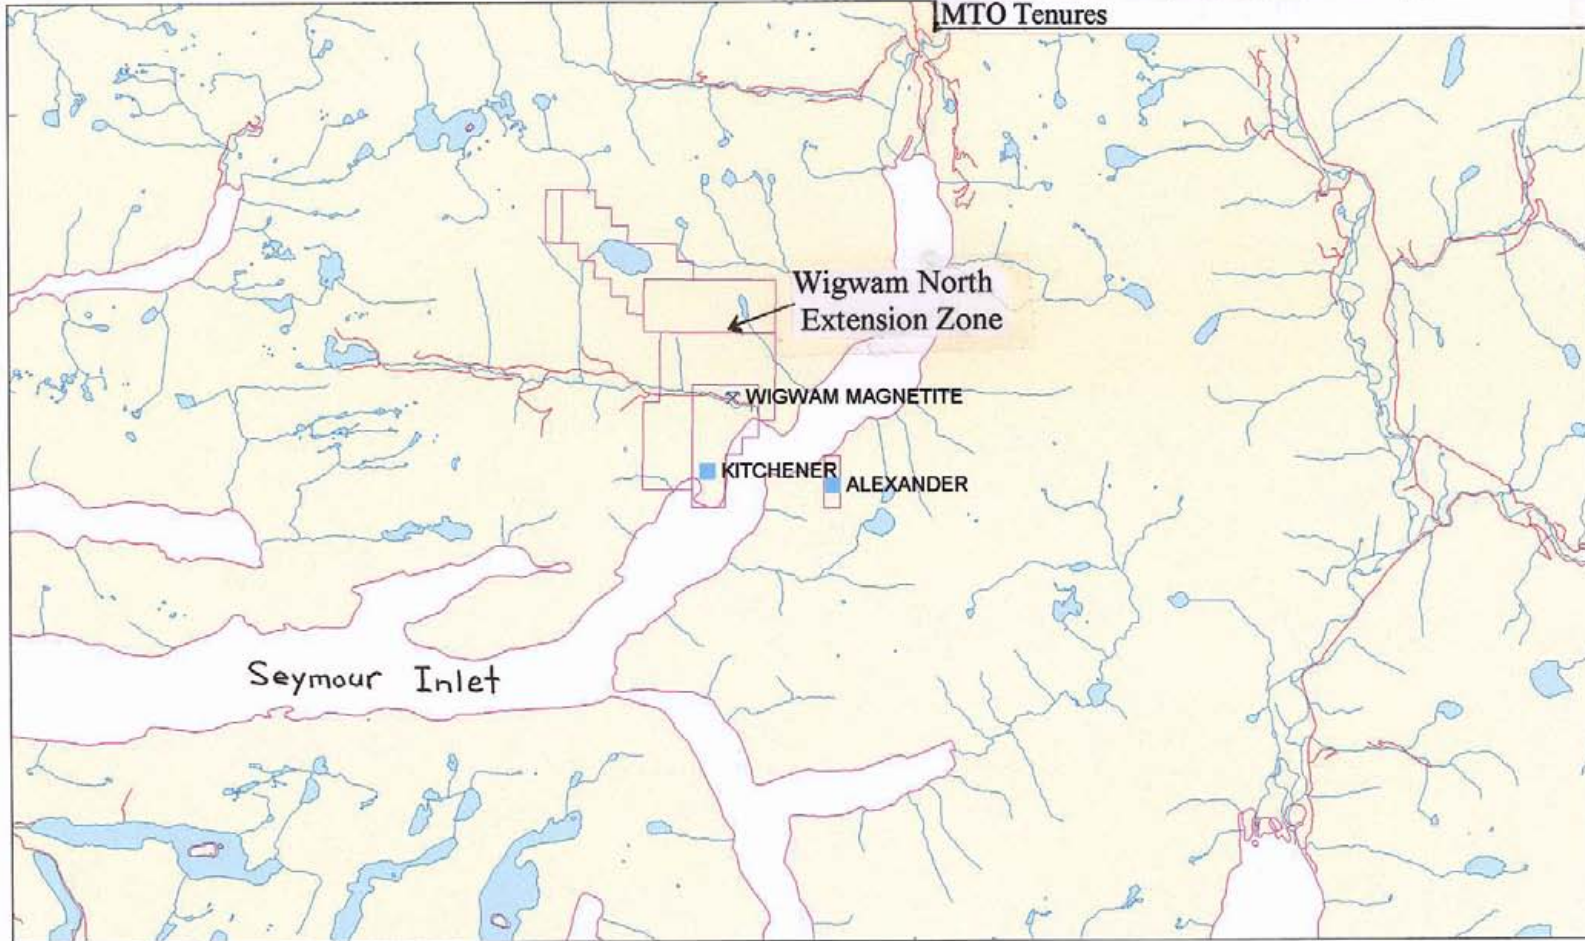 MTO Tenures
Wigwam North
Extension Zone
WIGWAM MAGNETITE
KITCHENER
ALEXANDER
Seymour Inlet